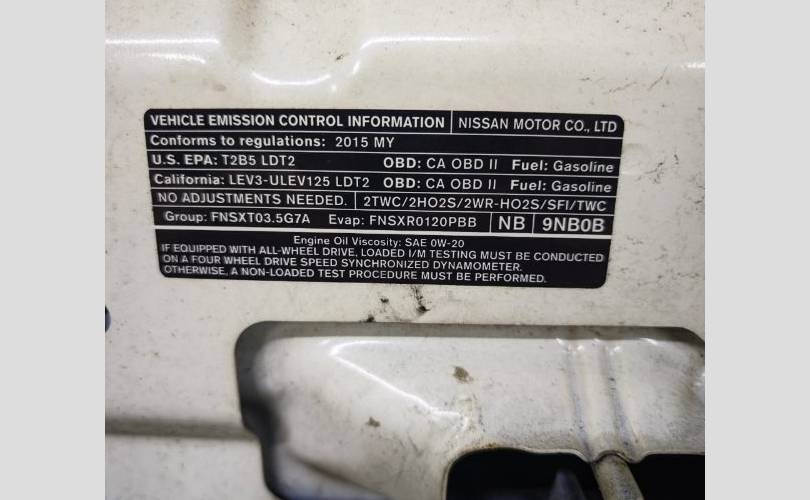 VEHICLE EMISSION CONTROL INFORMATION NISSAN MOTOR CO., LTD
Conforms to regulations: 2015 MY
U.S. EPA: T2B5 LDT2 OBD: CA OBD II Fuel: Gasoline
California: LEV3-ULEV125 LDT2 OBD: CA OBD II Fuel: Gasoline
NO ADJUSTMENTS NEEDED. 2TWC/2HO2S/2WR-HO2S/SFI/TWC
Group: FNSXT03.5G7A Evap: FNSXR0120PBB NB 9NB0B
Engine Oil Viscosity: SAE 0W-20
IF EQUIPPED WITH ALL-WHEEL DRIVE, LOADED I/M TESTING MUST BE CONDUCTED
ON A FOUR WHEEL DRIVE SPEED SYNCHRONIZED DYNAMOMETER.
OTHERWISE, A NON-LOADED TEST PROCEDURE MUST BE PERFORMED.